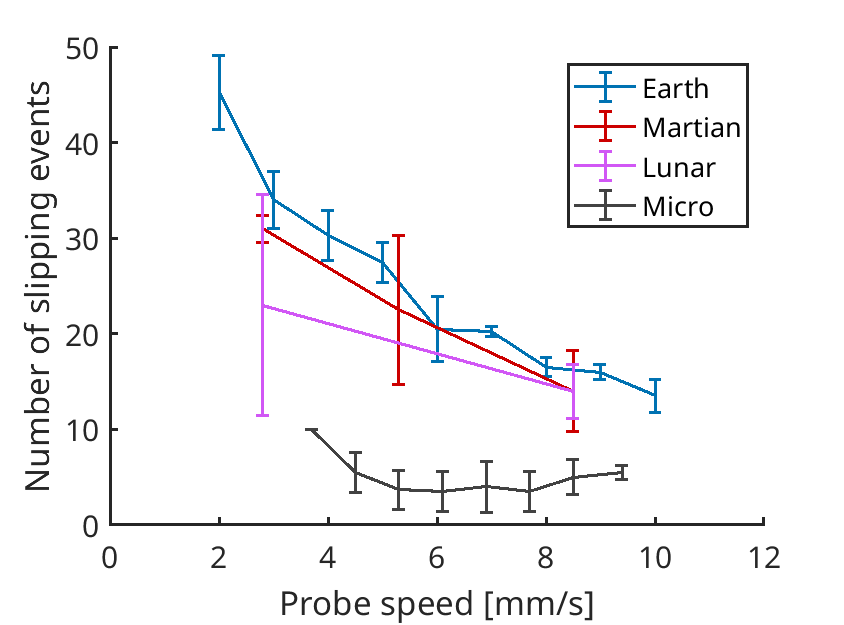 50
40
30
20
10
0
Number of slipping events
Earth
Martian
Lunar
Micro
0 2 4 6 8 10 12
Probe speed [mm/s]